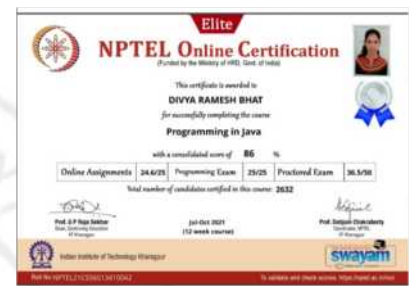 Elite
NPTEL Online Certification
(Funded by the Ministry of HRD, Govt. of India)
This certificate is awarded to
DIVYA RAMESH BHAT
for successfully completing the course
Programming in Java
with a consolidated score of 86 %
Online Assignments 24.6/25 Programming Exam 25/25 Proctored Exam 36.5/50
Total number of candidates certified in this course: 2632
Jul-Oct 2021
(12 week course)
Indian Institute of Technology Kharagpur
swayam